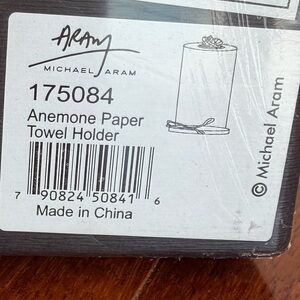 ARAM
MICHAEL ARAM
175084
Anemone Paper
Towel Holder
7 90824 50841 6
Made in China
© Michael Aram